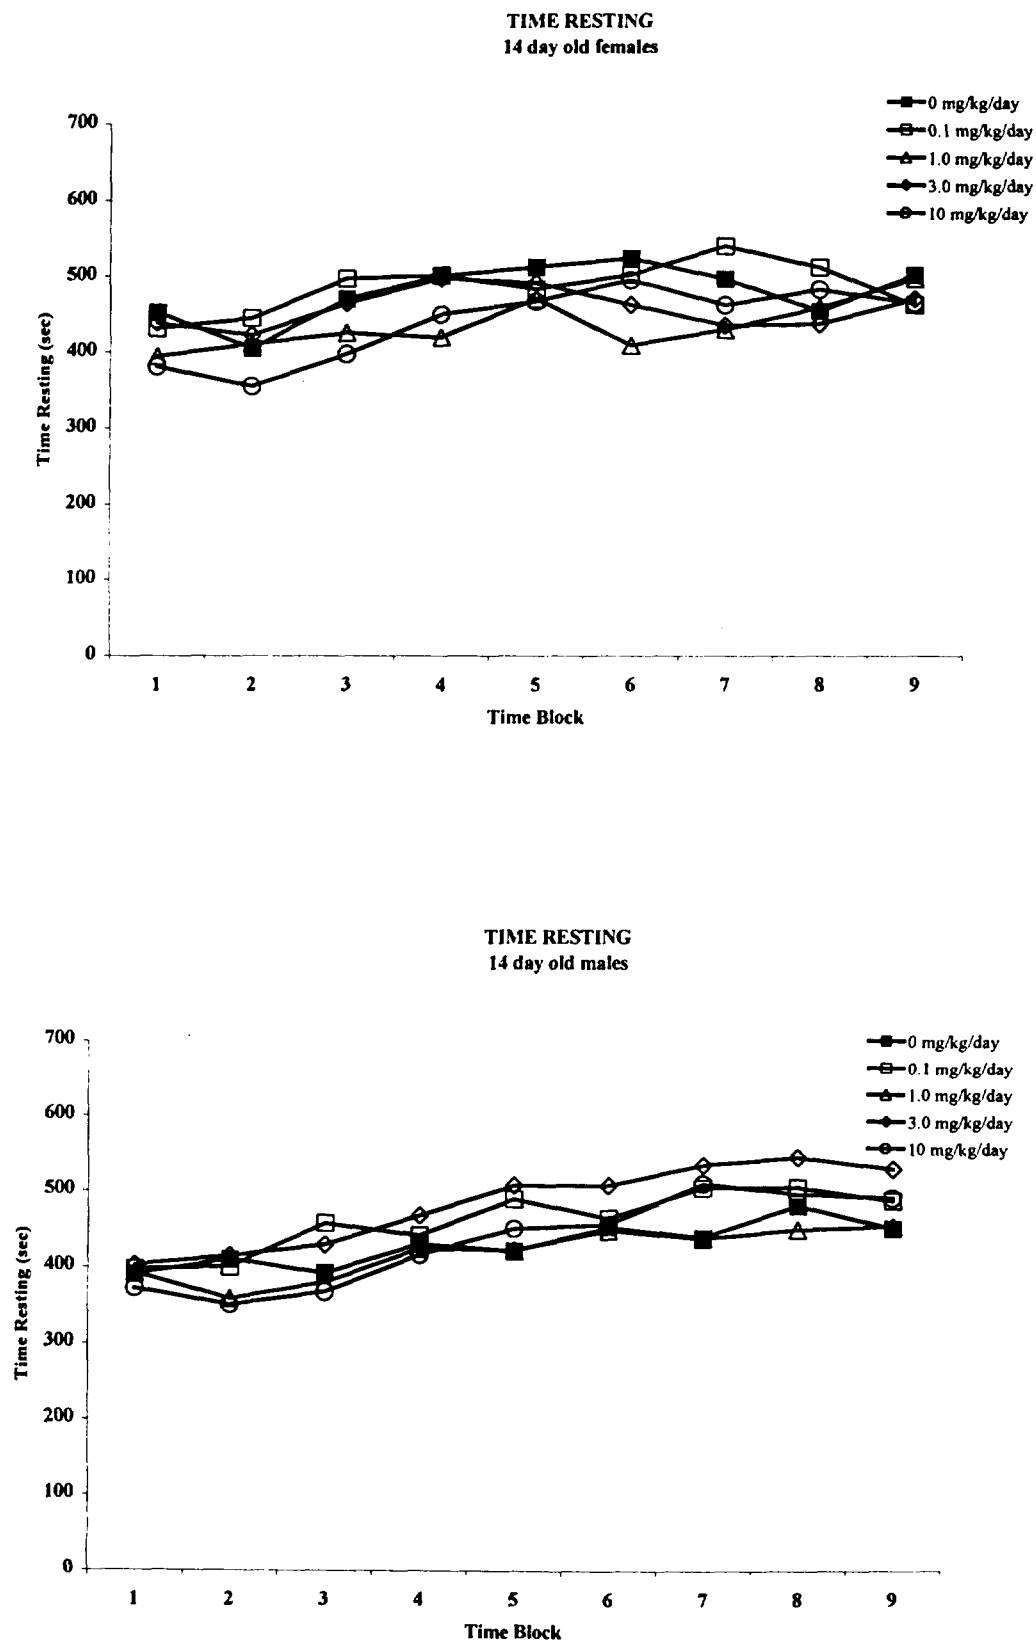 TIME RESTING
14 day old females
0 mg/kg/day
0.1 mg/kg/day
1.0 mg/kg/day
3.0 mg/kg/day
10 mg/kg/day
700
600
500
400
300
200
100
0
Time Resting (sec)
1 2 3 4 5 6 7 8 9
Time Block
TIME RESTING
14 day old males
0 mg/kg/day
0.1 mg/kg/day
1.0 mg/kg/day
3.0 mg/kg/day
10 mg/kg/day
700
600
500
400
300
200
100
0
Time Resting (sec)
1 2 3 4 5 6 7 8 9
Time Block